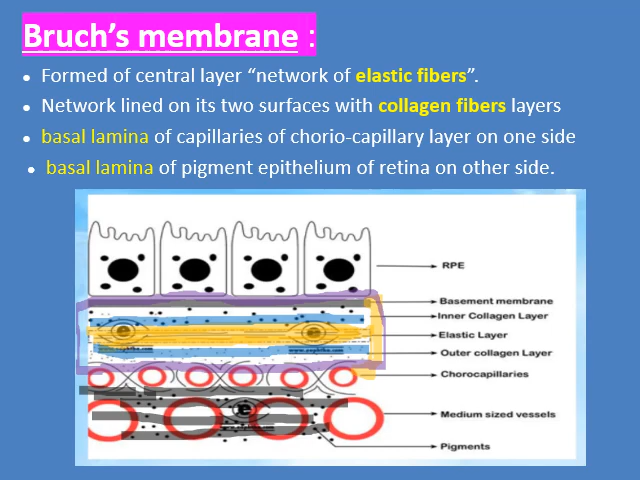 Bruch's membrane :
• Formed of central layer “network of elastic fibers”.
• Network lined on its two surfaces with collagen fibers layers
• basal lamina of capillaries of chorio-capillary layer on one side
• basal lamina of pigment epithelium of retina on other side.
RPE
Basement membrane
Inner Collagen Layer
Elastic Layer
Outer collagen Layer
Chorocapillaries
Medium sized vessels
Pigments